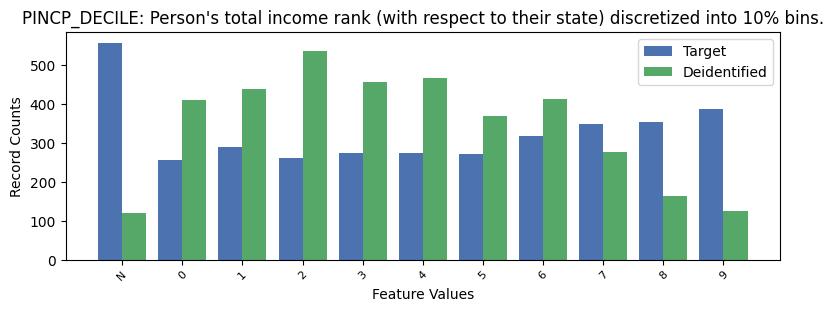 PINCP_DECILE: Person's total income rank (with respect to their state) discretized into 10% bins.
Target
Deidentified
Record Counts
500
400
300
200
100
0
N 0 1 2 3 4 5 6 7 8 9
Feature Values